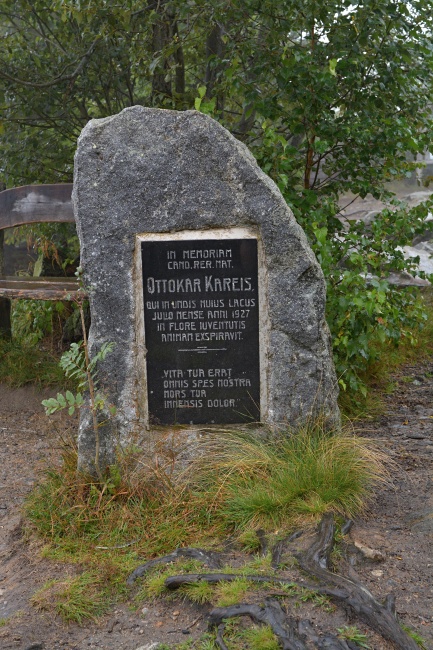 IN MEMORIAM
CAND. RER. NAT.
OTTOKAR KAREIS.
QUI IN UNDIS HUIUS LACUS
JULIO MENSE ANNI 1927
IN FLORE IUVENTUTIS
ANIMAM EXSPIRAVIT.
„VITA TUA ERAT
OMNIS SPES NOSTRA
MORS TUA
IMMENSIS DOLOR."